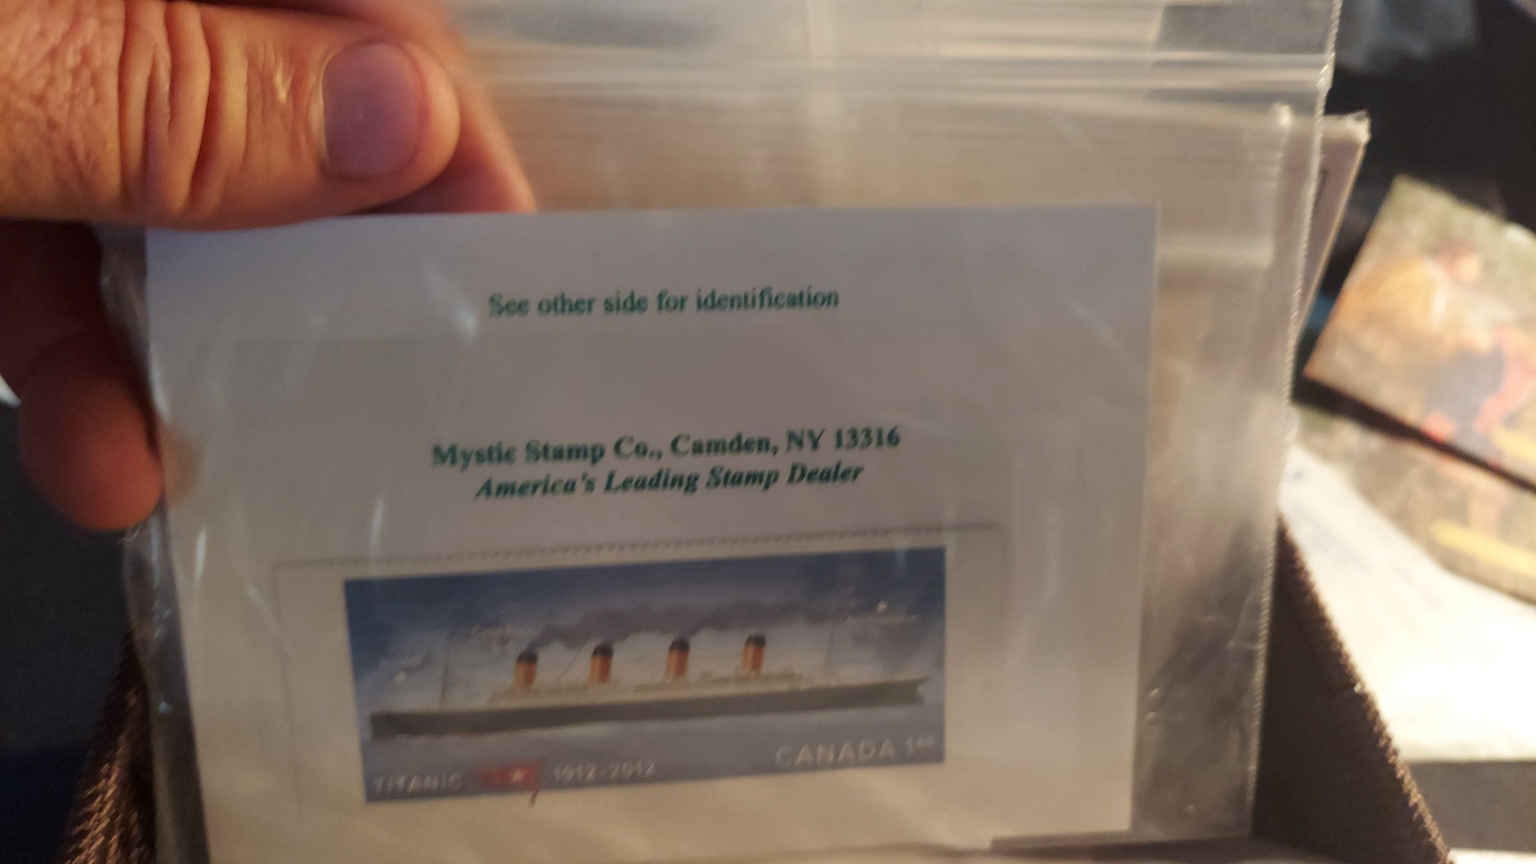 See other side for identification
Mystic Stamp Co., Camden, NY 13316
America's Leading Stamp Dealer
TITANIC 1912-2012
CANADA